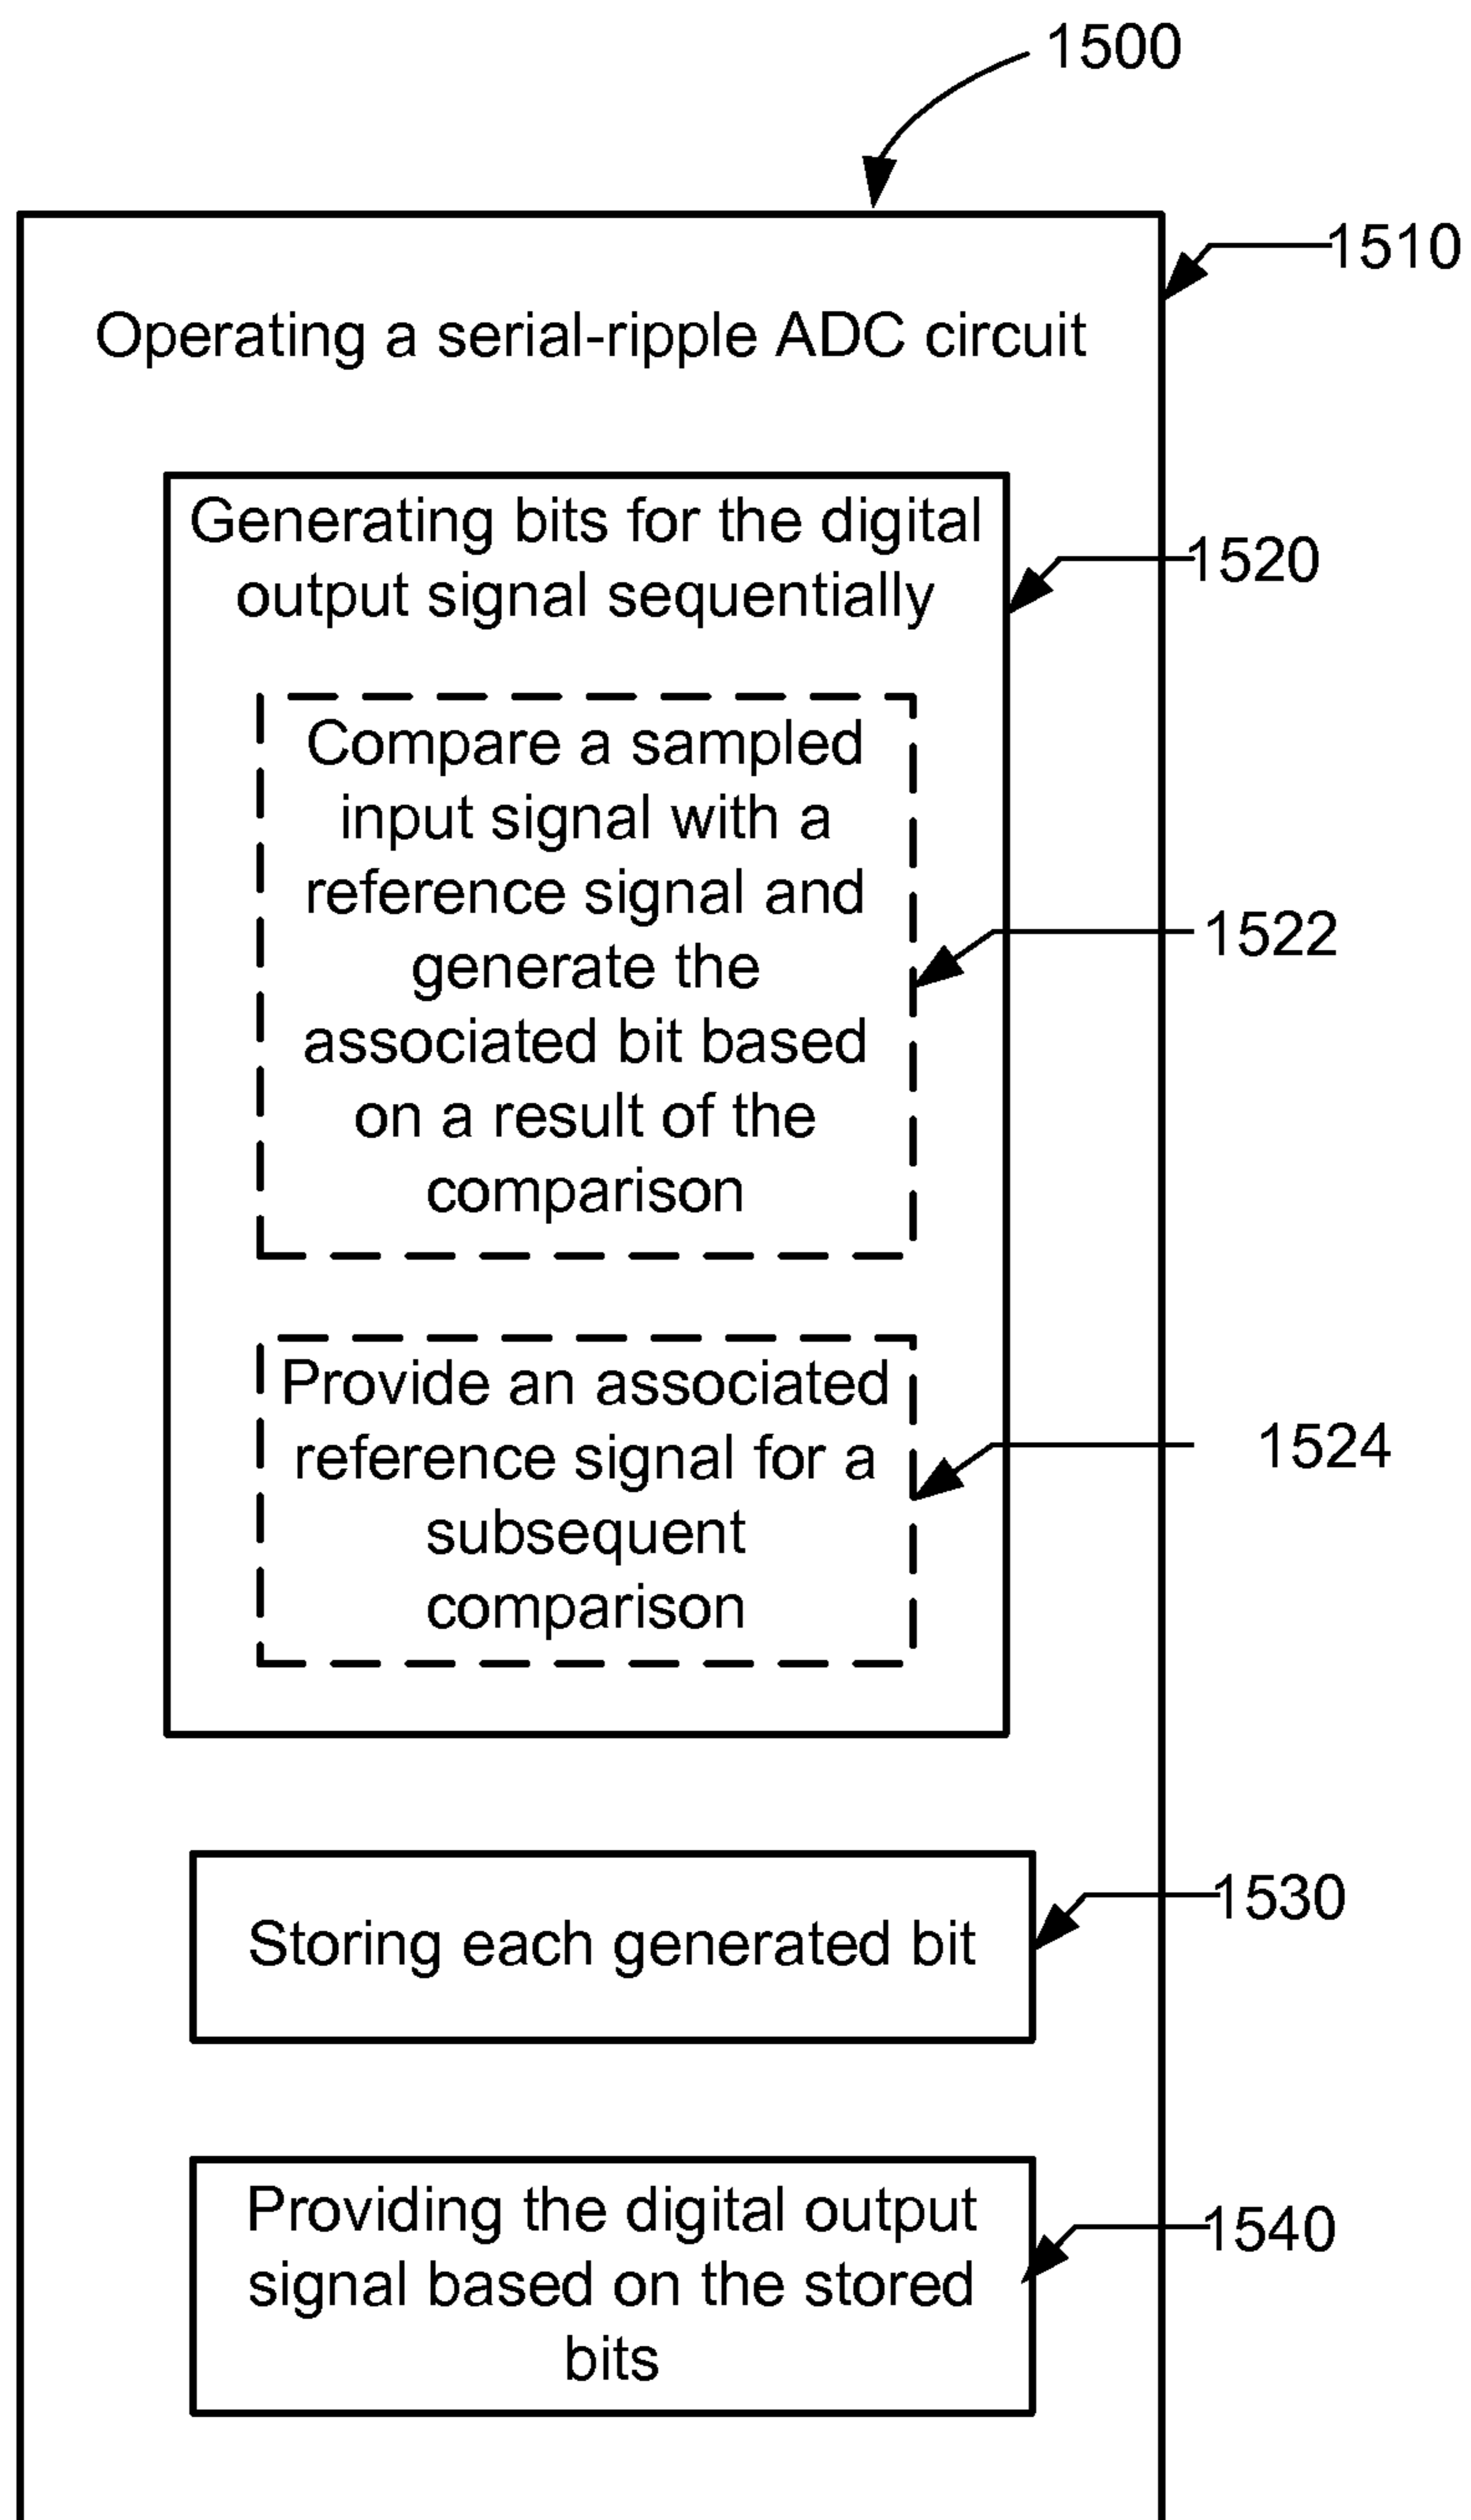 1500
1510
Operating a serial-ripple ADC circuit
Generating bits for the digital
output signal sequentially
1520
Compare a sampled
input signal with a
reference signal and
generate the
associated bit based
on a result of the
comparison
1522
Provide an associated
reference signal for a
subsequent
comparison
1524
Storing each generated bit
1530
Providing the digital output
signal based on the stored
bits
1540